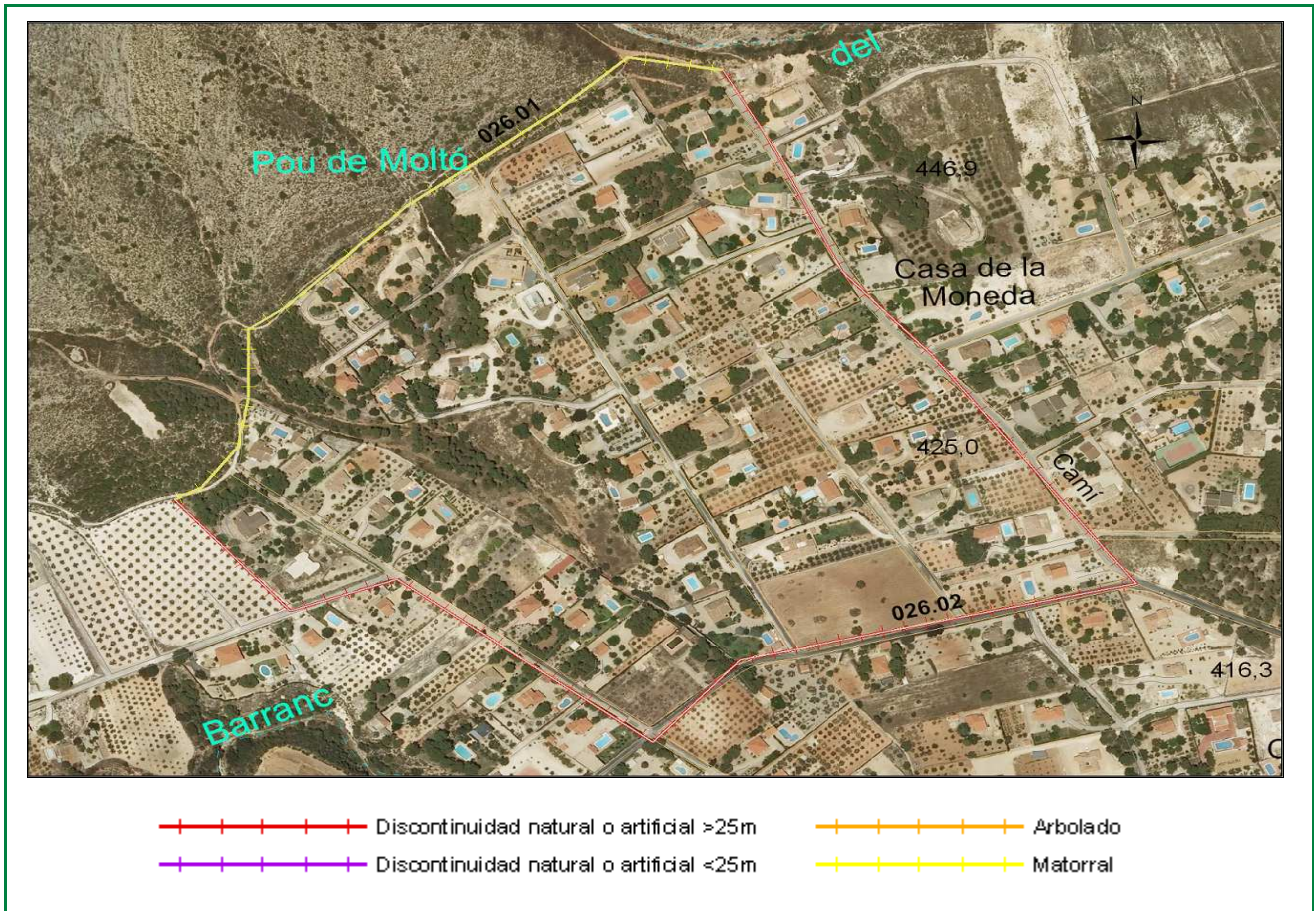 del
026.01
N
Pou de Moltó
446,9
Casa de la
Moneda
425,0
Camí
026.02
416,3
Barranc
C
Discontinuidad natural o artificial >25m
Arbolado
Discontinuidad natural o artificial <25m
Matorral